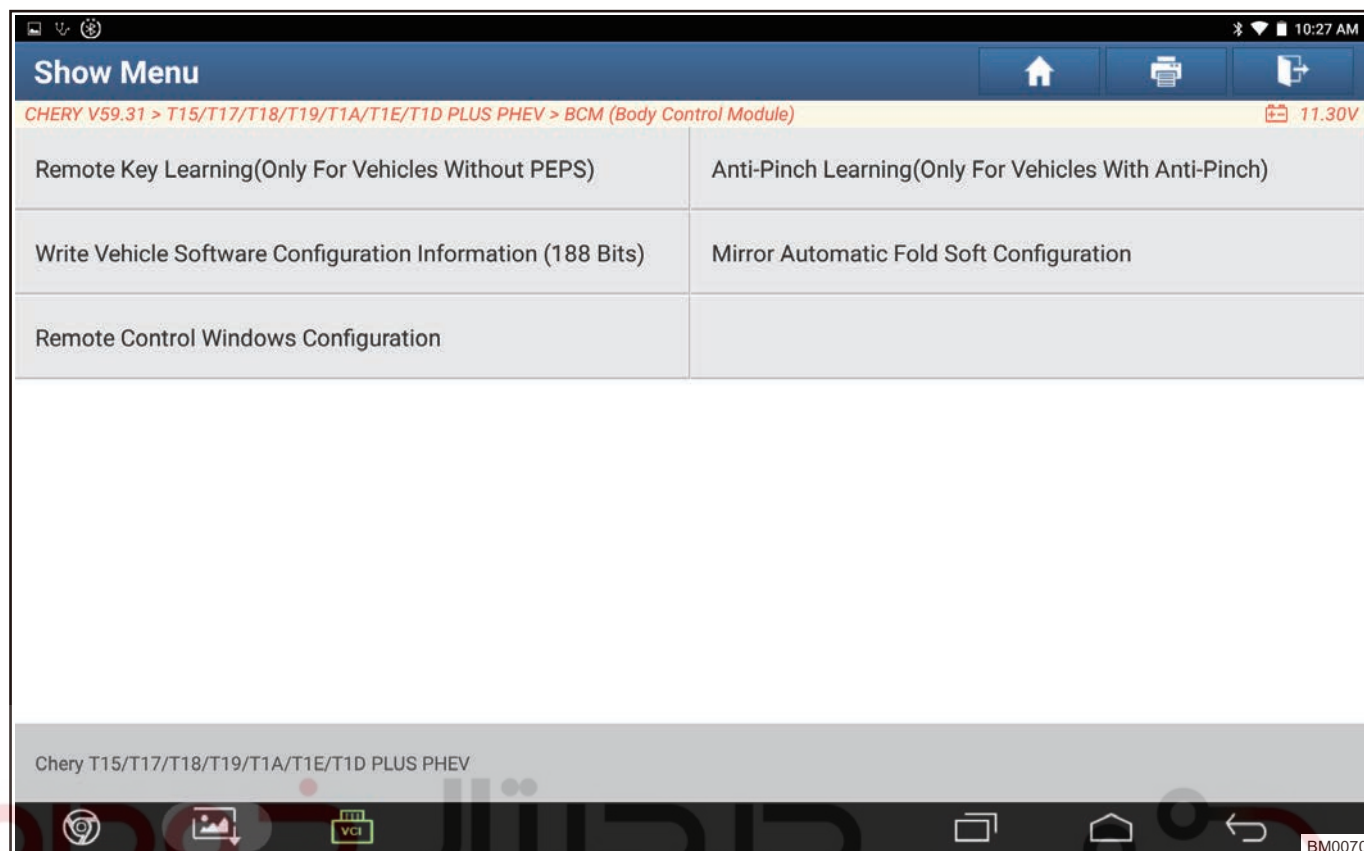 10:27 AM
Show Menu
CHERY V59.31 > T15/T17/T18/T19/T1A/T1E/T1D PLUS PHEV > BCM (Body Control Module)
11.30V
Remote Key Learning(Only For Vehicles Without PEPS)
Anti-Pinch Learning(Only For Vehicles With Anti-Pinch)
Write Vehicle Software Configuration Information (188 Bits)
Mirror Automatic Fold Soft Configuration
Remote Control Windows Configuration
Chery T15/T17/T18/T19/T1A/T1E/T1D PLUS PHEV
VCI